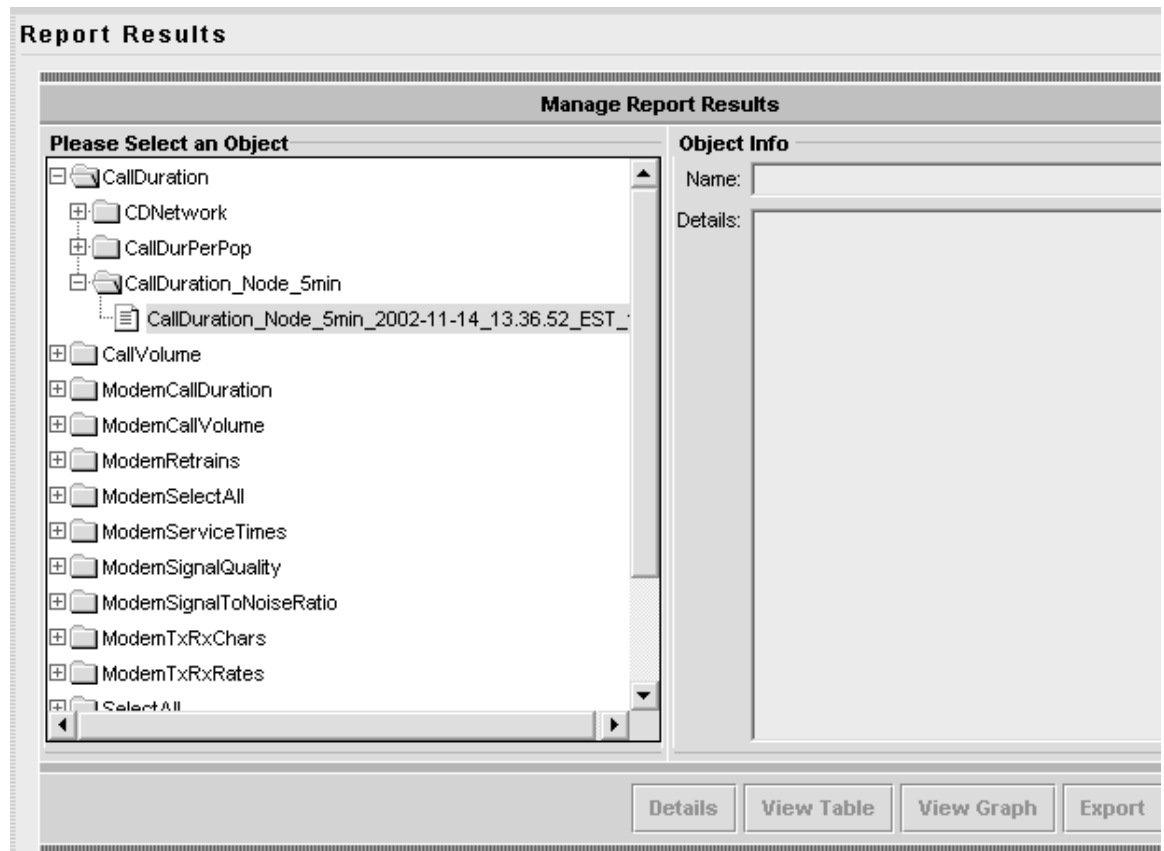 Report Results
Manage Report Results
Please Select an Object
CallDuration
CDNetwork
CallDurPerPop
CallDuration_Node_5min
CallDuration_Node_5min_2002-11-14_13.36.52_EST_
CallVolume
ModemCallDuration
ModemCallVolume
ModemRetrains
ModemSelectAll
ModemServiceTimes
ModemSignalQuality
ModemSignalToNoiseRatio
ModemTxRxChars
ModemTxRxRates
SelectAll
Object Info
Name:
Details:
Details View Table View Graph Export